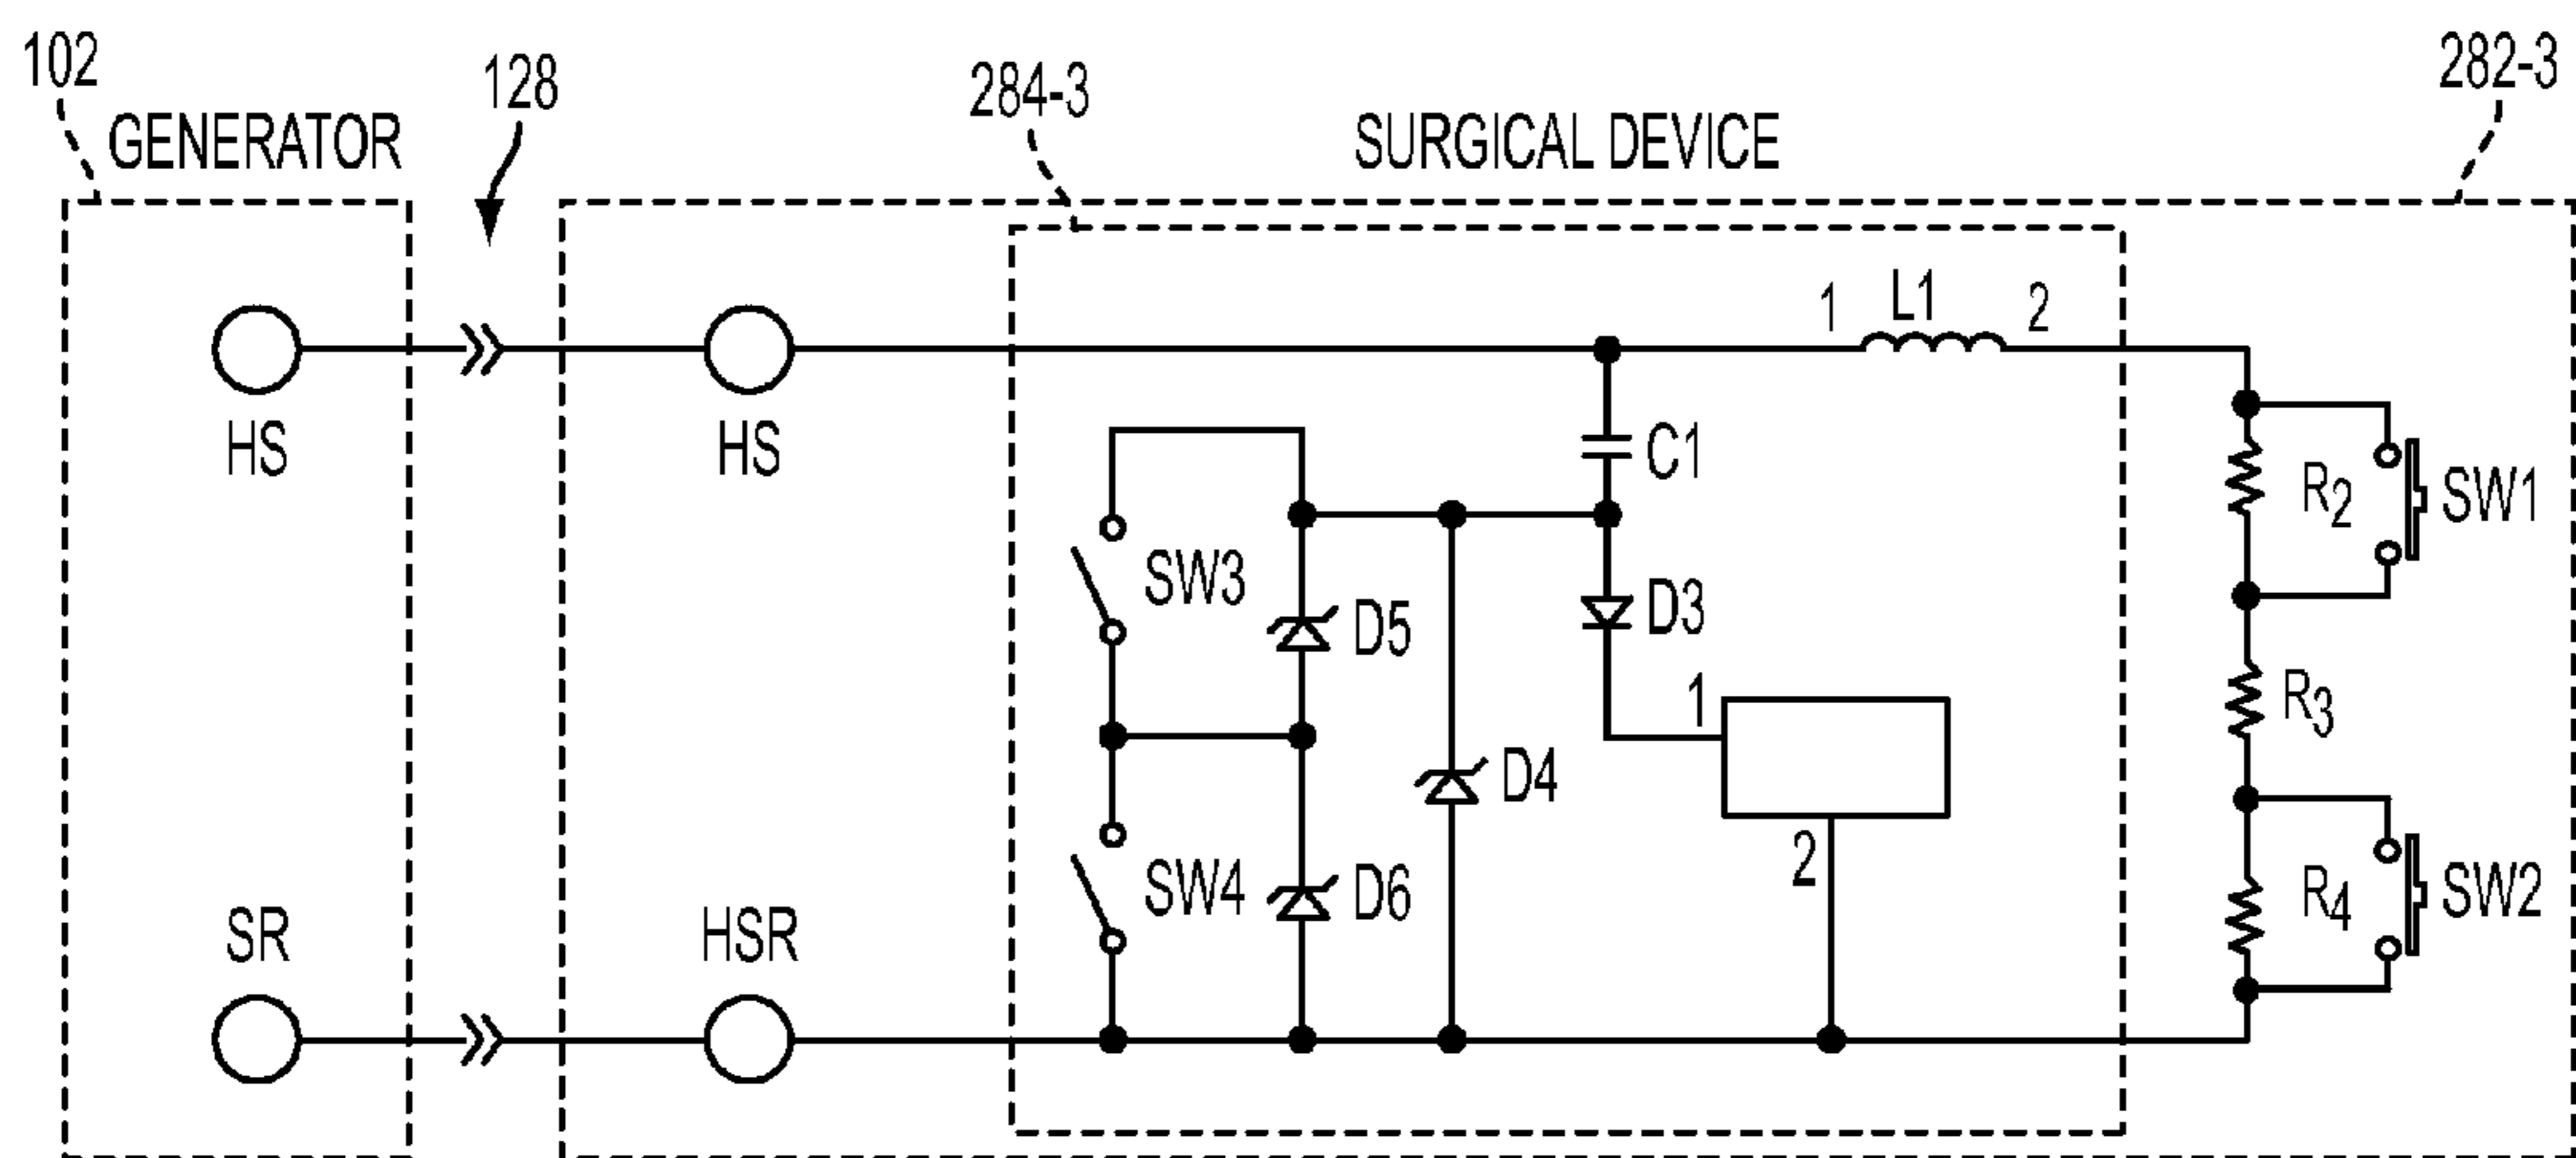 102
128
284-3
282-3
GENERATOR
SURGICAL DEVICE
1
L1
2
HS
HS
C1
R2
SW1
SW3
D5
D3
R3
1
D4
2
SW4
D6
R4
SW2
SR
HSR